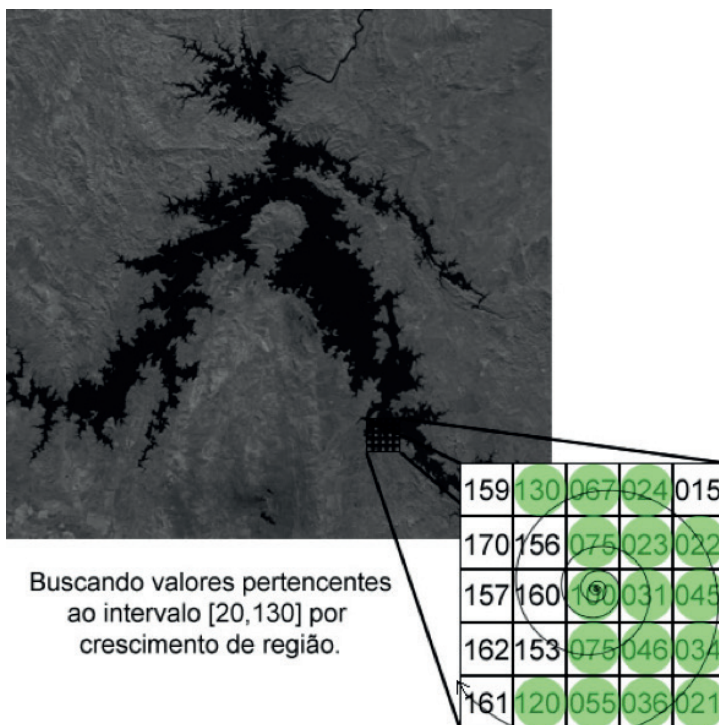 159 130 067 024 015
170 156 075 023 022
157 160 100 031 045
162 153 075 046 034
161 120 055 036 021
Buscando valores pertencentes
ao intervalo [20,130] por
crescimento de região.